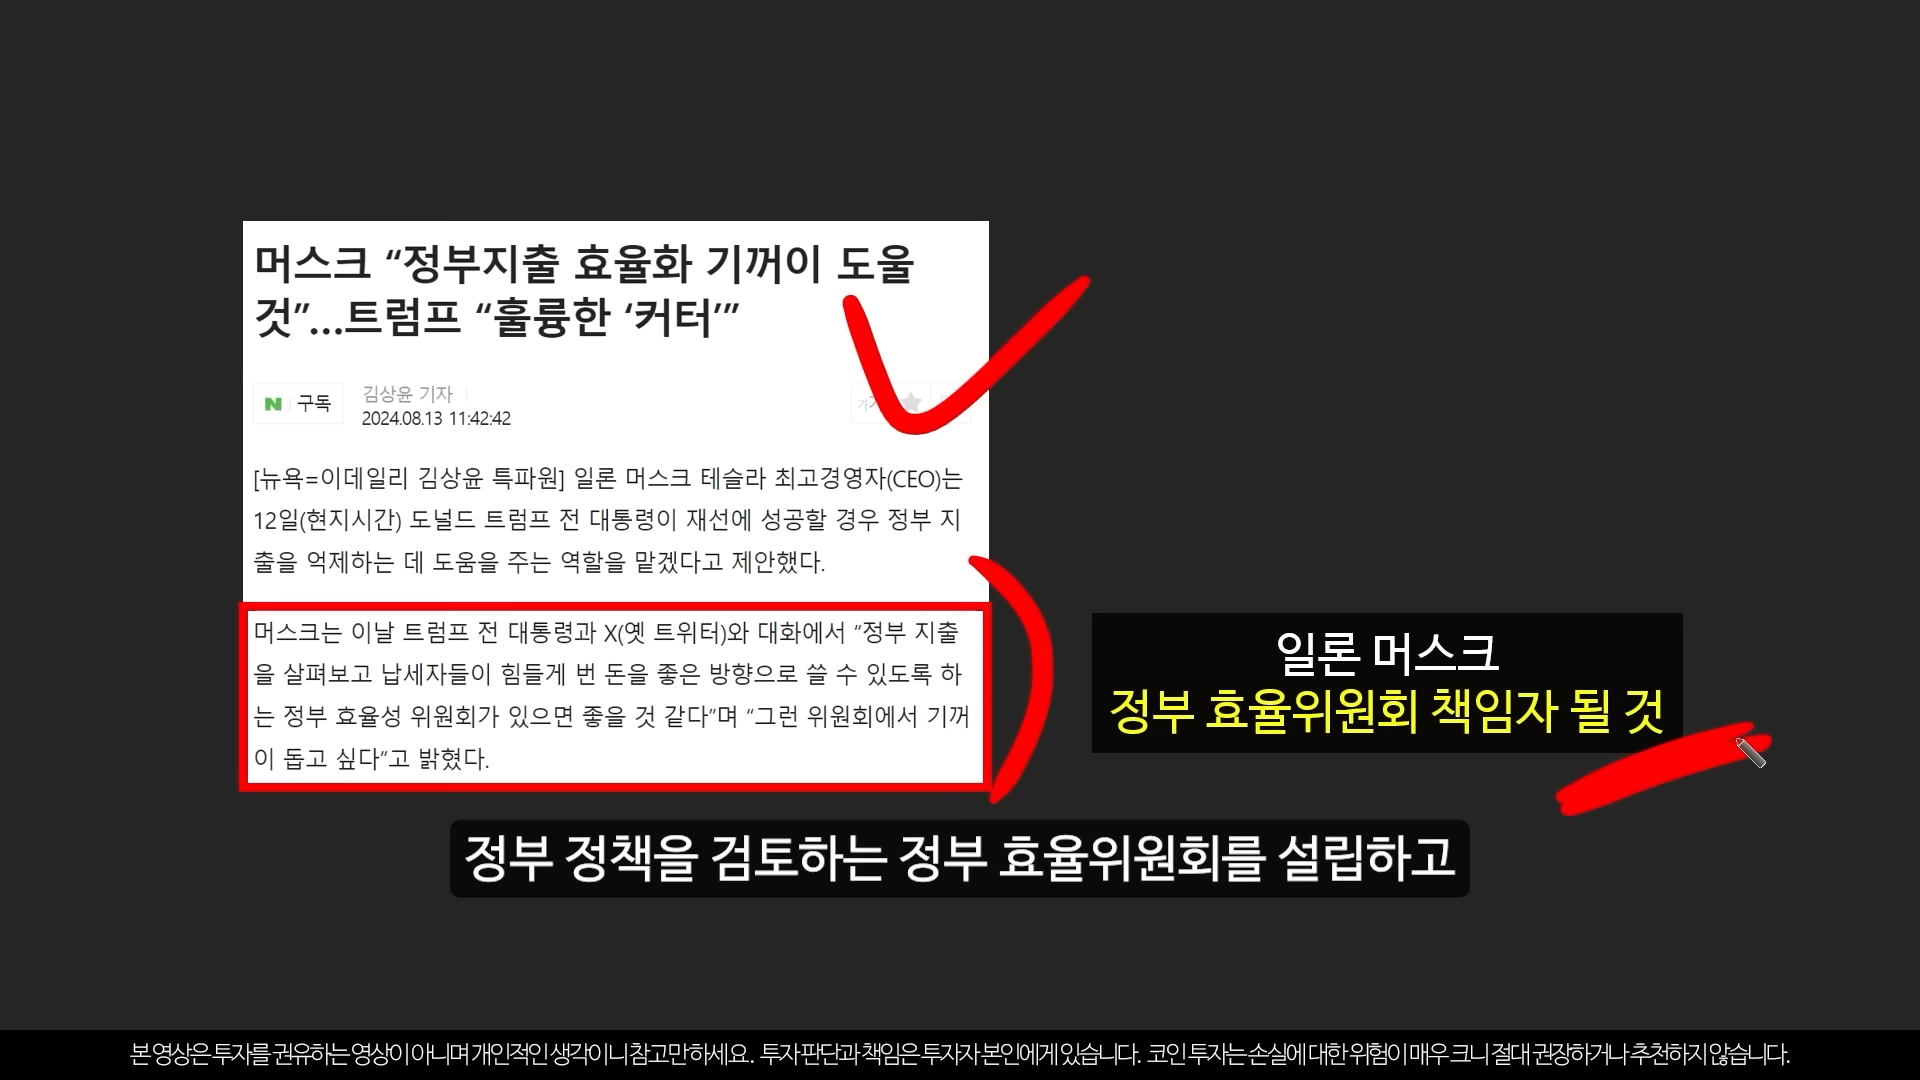 머스크 “정부지출 효율화 기꺼이 도울
것”…트럼프 “훌륭한 ‘커터’”
N 구독
김상윤 기자
2024.08.13 11:42:42
[뉴욕=이데일리 김상윤 특파원] 일론 머스크 테슬라 최고경영자(CEO)는
12일(현지시간) 도널드 트럼프 전 대통령이 재선에 성공할 경우 정부 지
출을 억제하는 데 도움을 주는 역할을 맡겠다고 제안했다.
머스크는 이날 트럼프 전 대통령과 X(옛 트위터)와 대화에서 “정부 지출
을 살펴보고 납세자들이 힘들게 번 돈을 좋은 방향으로 쓸 수 있도록 하
는 정부 효율성 위원회가 있으면 좋을 것 같다”며 “그런 위원회에서 기꺼
이 돕고 싶다”고 밝혔다.
일론 머스크
정부 효율위원회 책임자 될 것
정부 정책을 검토하는 정부 효율위원회를 설립하고
본 영상은 투자를 권유하는 영상이 아니며 개인적인 생각이니 참고만 하세요. 투자 판단과 책임은 투자자 본인에게 있습니다. 코인 투자는 손실에 대한 위험이 매우 크니 절대 권장하거나 추천하지 않습니다.